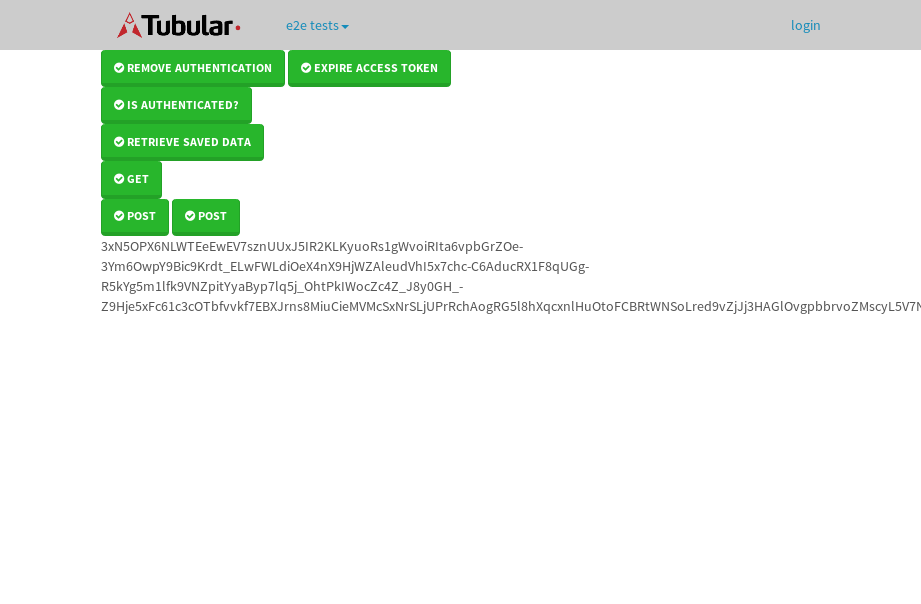 Tubular e2e tests login
REMOVE AUTHENTICATION EXPIRE ACCESS TOKEN
IS AUTHENTICATED?
RETRIEVE SAVED DATA
GET
POST POST
3xN5OPX6NLWTEeEwEV7sznUUxJ5IR2KLKyuoRs1gWvoiRIta6vpbGrZOe-
3Ym6OwpY9Bic9Krdt_ELwFWLdiOeX4nX9HjWZAleudVhI5x7chc-C6AducRX1F8qUGg-
R5kYg5m1lfk9VNZpitYyaByp7lq5j_OhtPkIWocZc4Z_J8y0GH_-
Z9Hje5xFc61c3cOTbfvvkf7EBXJrns8MiuCieMVMcSxNrSLjUPrRchAogRG5l8hXqcxnlHuOtoFCBRtWNSoLred9vZjJj3HAGlOvgpbbrvoZMscyL5V7N